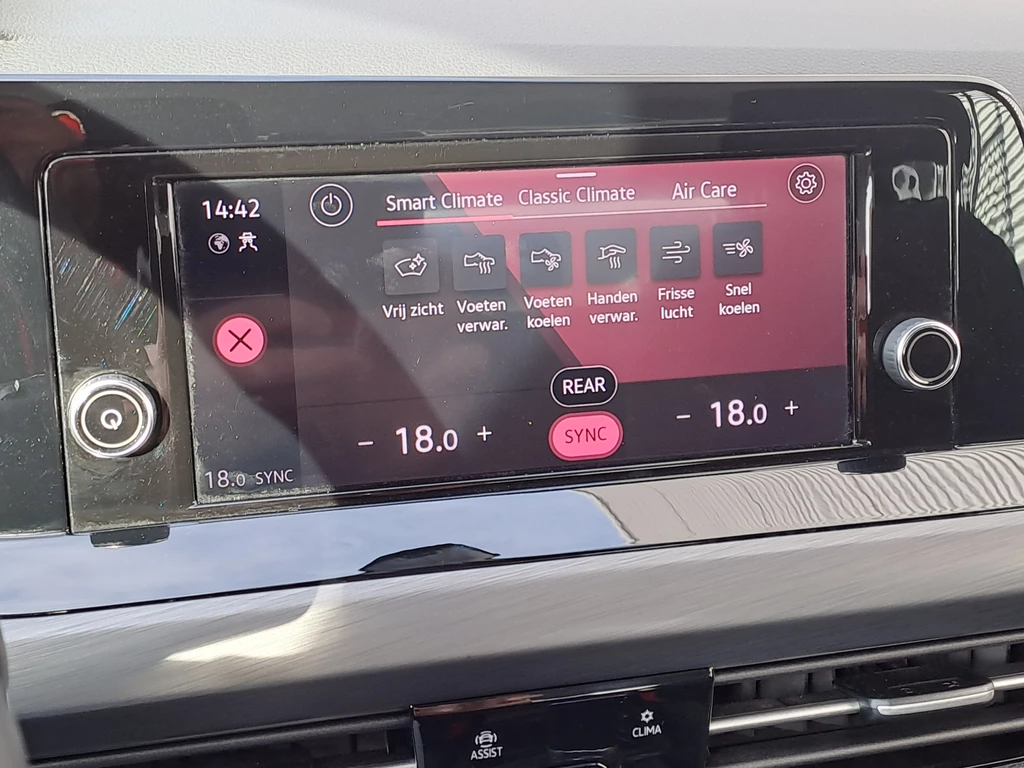 14:42
Smart Climate Classic Climate Air Care
Vrij zicht
Voeten
verwar.
Voeten
koelen
Handen
verwar.
Frisse
lucht
Snel
koelen
REAR
− 18.0 +
SYNC
− 18.0 +
18.0 SYNC
ASSIST
CLIMA